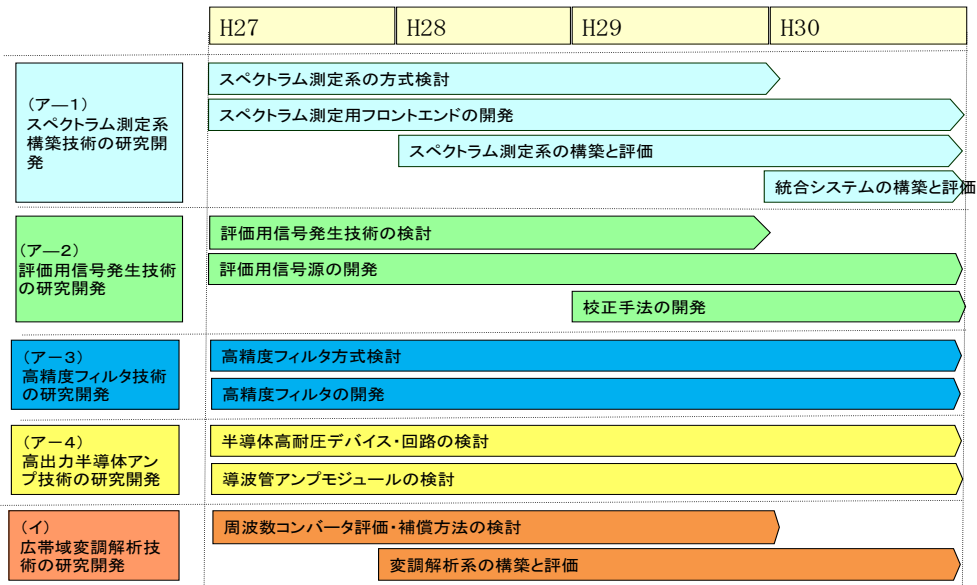 H27 H28 H29 H30
(ア―1)
スペクトラム測定系
構築技術の研究開
発
スペクトラム測定系の方式検討
スペクトラム測定用フロントエンドの開発
スペクトラム測定系の構築と評価
統合システムの構築と評価
(ア―2)
評価用信号発生技術
の研究開発
評価用信号発生技術の検討
評価用信号源の開発
校正手法の開発
(ア－3)
高精度フィルタ技術
の研究開発
高精度フィルタ方式検討
高精度フィルタの開発
(ア－4)
高出力半導体アン
プ技術の研究開発
半導体高耐圧デバイス・回路の検討
導波管アンプモジュールの検討
(イ)
広帯域変調解析技
術の研究開発
周波数コンバータ評価・補償方法の検討
変調解析系の構築と評価